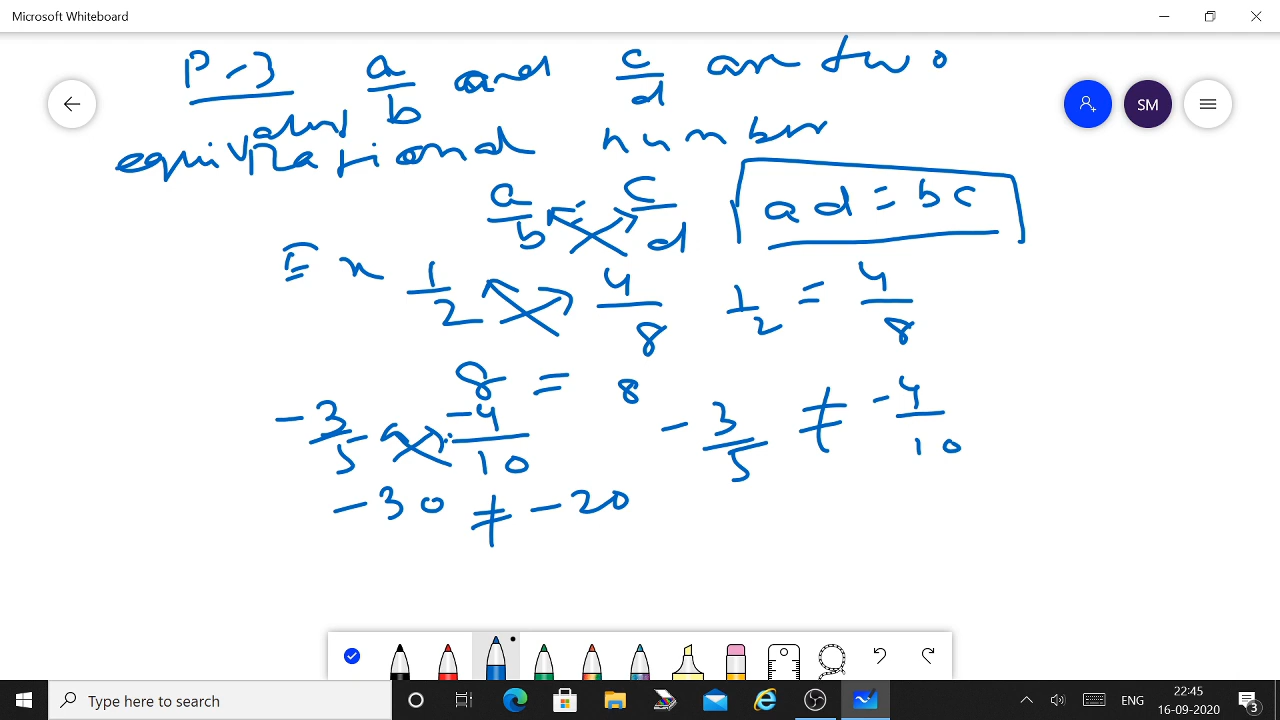 Microsoft Whiteboard
P-3 a/b and c/d are two
equivalent rational number
a/b = c/d ad = bc
SM
Ex 1/2 4/8 1/2 = 4/8
8 = 8
-3/5 -4/10 -3/5 ≠ -4/10
-30 ≠ -20
Type here to search
ENG
22:45
16-09-2020
3